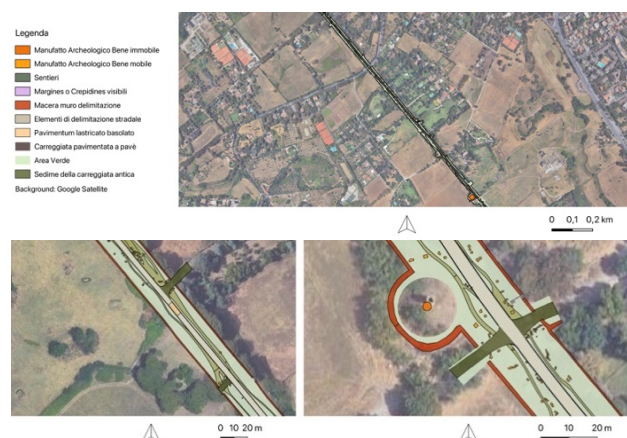 Legenda
Manufatto Archeologico Bene immobile
Manufatto Archeologico Bene mobile
Sentieri
Margines o Crepidines visibili
Macera muro delimitazione
Elementi di delimitazione stradale
Pavimentum lastricato basolato
Carreggiata pavimentata a pavè
Area Verde
Sedime della carreggiata antica
Background: Google Satellite
0 0,1 0,2 km
0 10 20 m
0 10 20 m